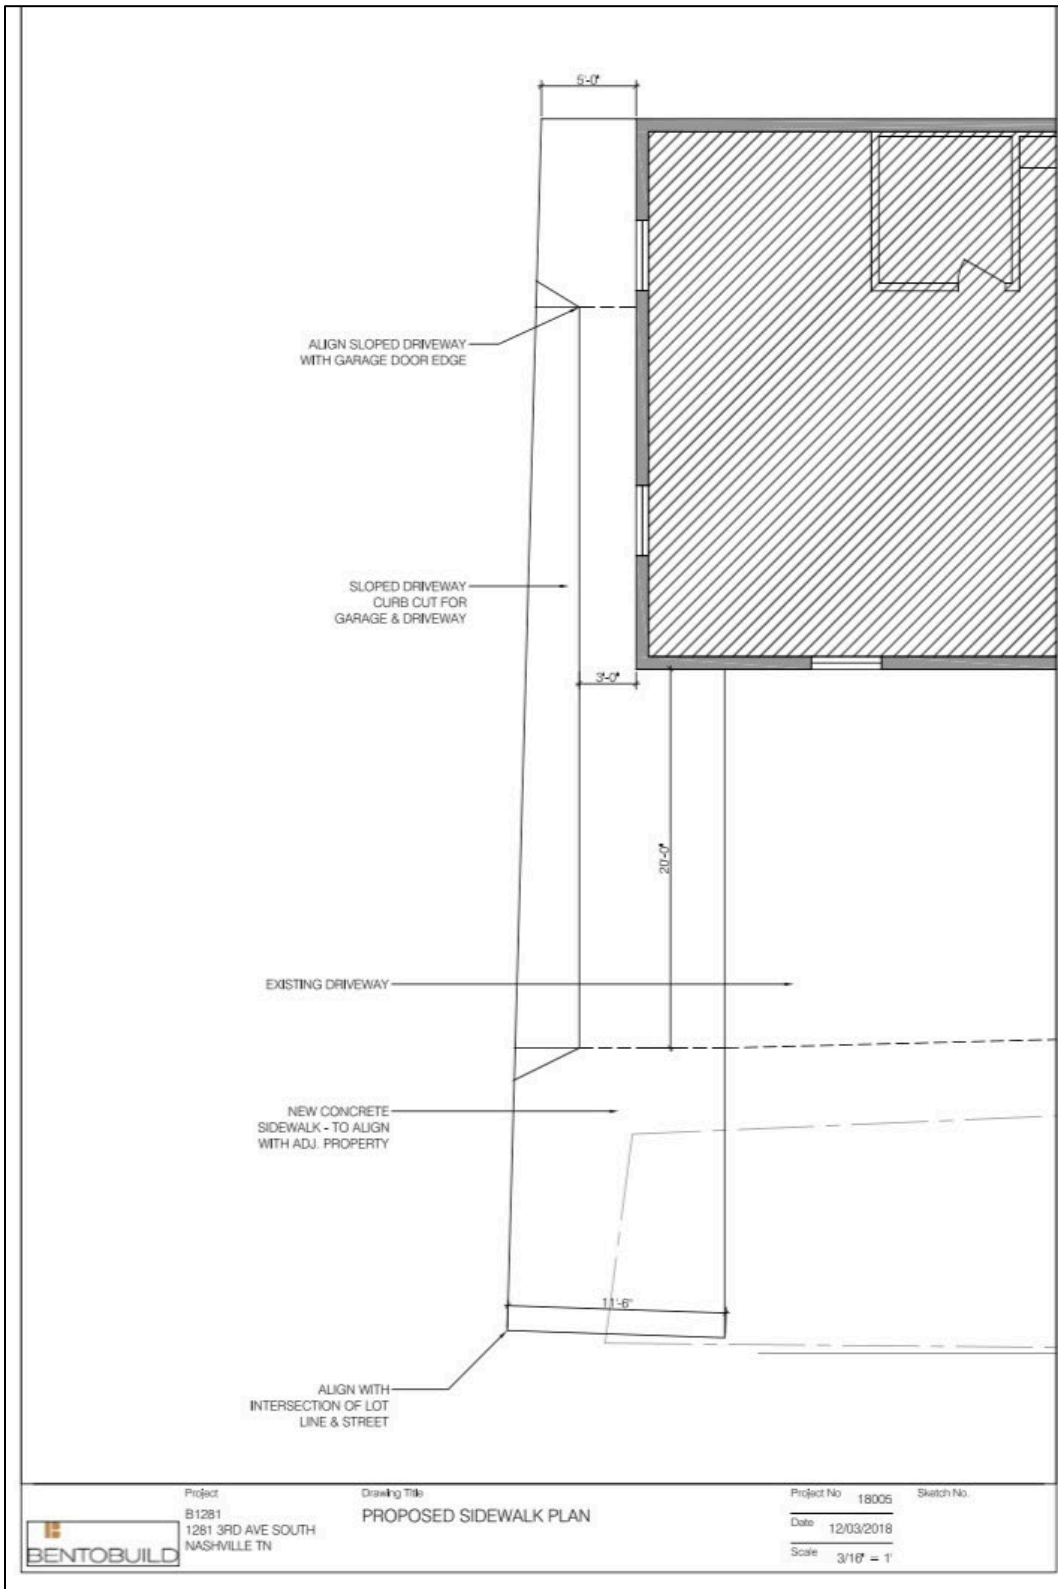 5'-0"
ALIGN SLOPED DRIVEWAY
WITH GARAGE DOOR EDGE
SLOPED DRIVEWAY
CURB CUT FOR
GARAGE & DRIVEWAY
3'-0"
20'-0"
EXISTING DRIVEWAY
NEW CONCRETE
SIDEWALK - TO ALIGN
WITH ADJ. PROPERTY
11'-6"
ALIGN WITH
INTERSECTION OF LOT
LINE & STREET
BENTOBUILD
Project
B1281
1281 3RD AVE SOUTH
NASHVILLE TN
Drawing Title
PROPOSED SIDEWALK PLAN
Project No 18005
Date 12/03/2018
Scale 3/16" = 1'
Sketch No.